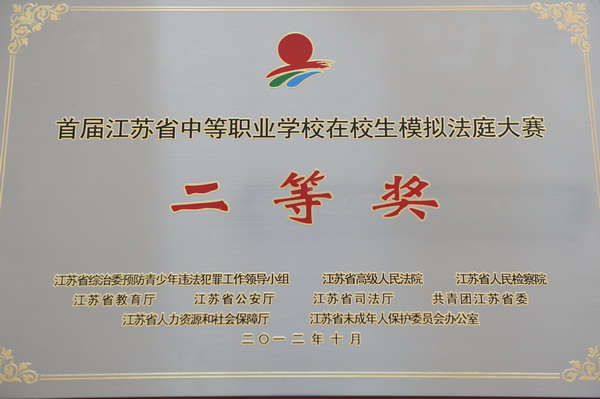 首届江苏省中等职业学校在校生模拟法庭大赛
二等奖
江苏省综治委预防青少年违法犯罪工作领导小组 江苏省高级人民法院 江苏省人民检察院
江苏省教育厅 江苏省公安厅 江苏省司法厅 共青团江苏省委
江苏省人力资源和社会保障厅 江苏省未成年人保护委员会办公室
二〇一二年十月